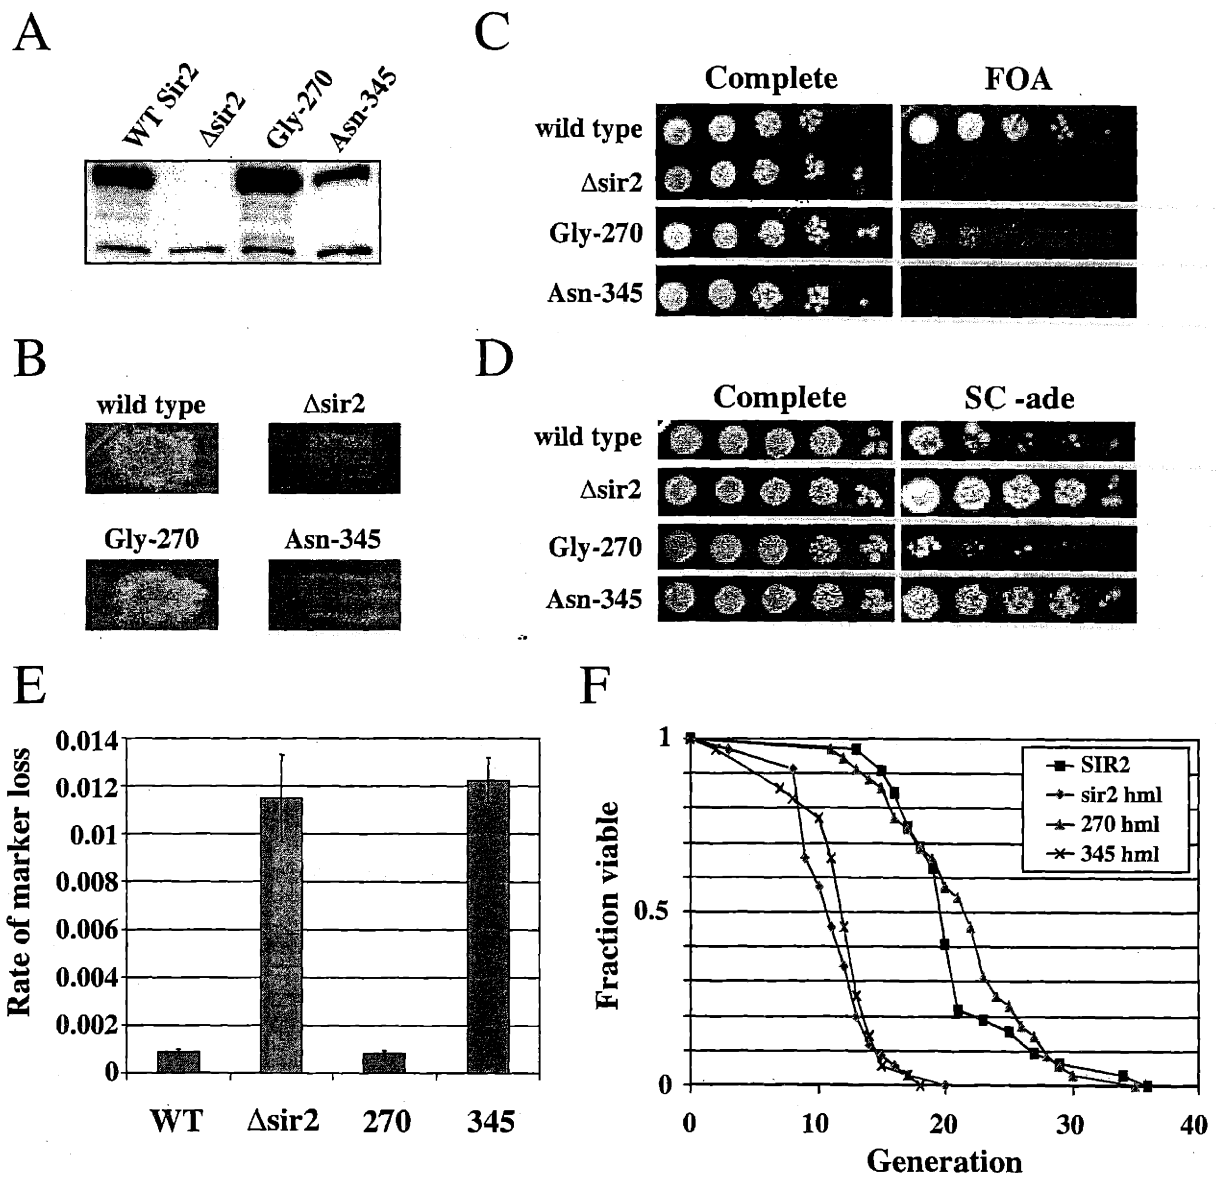 A
WT Sir2
Δsir2
Gly-270
Asn-345
B
wild type
Δsir2
Gly-270
Asn-345
C
Complete
FOA
wild type
Δsir2
Gly-270
Asn-345
D
Complete
SC -ade
wild type
Δsir2
Gly-270
Asn-345
E
Rate of marker loss
0.014
0.012
0.01
0.008
0.006
0.004
0.002
0
WT
Δsir2
270
345
F
Fraction viable
1
0.5
0
SIR2
sir2 hml
270 hml
345 hml
0
10
20
30
40
Generation